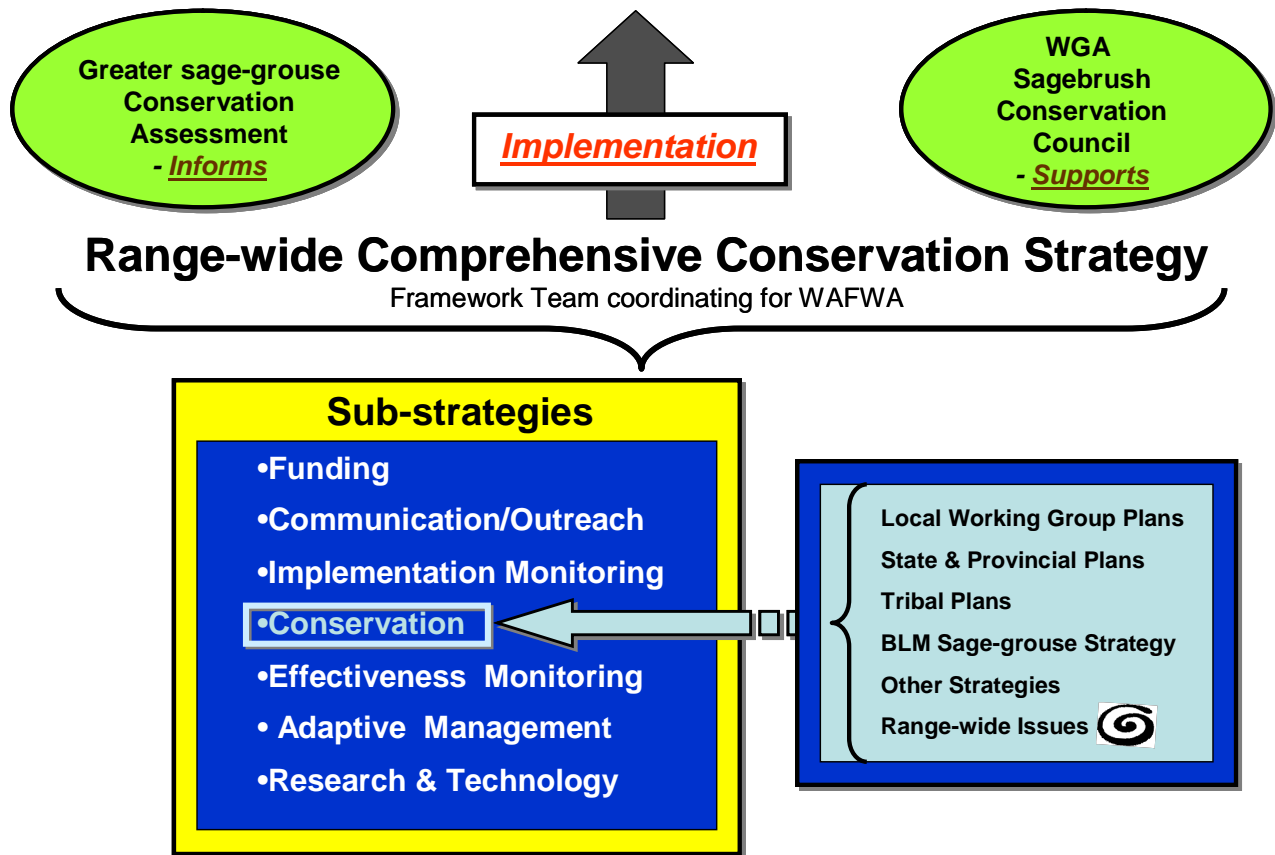 Greater sage-grouse
Conservation
Assessment
- Informs
Implementation
WGA
Sagebrush
Conservation
Council
- Supports
Range-wide Comprehensive Conservation Strategy
Framework Team coordinating for WAFWA
Sub-strategies
•Funding
•Communication/Outreach
•Implementation Monitoring
•Conservation
•Effectiveness Monitoring
• Adaptive Management
•Research & Technology
Local Working Group Plans
State & Provincial Plans
Tribal Plans
BLM Sage-grouse Strategy
Other Strategies
Range-wide Issues